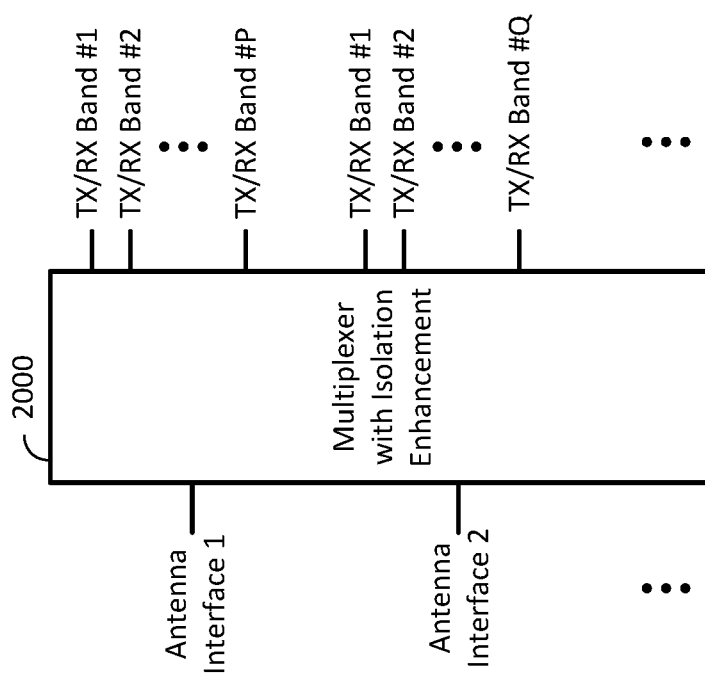 2000
Antenna
Interface 1
Antenna
Interface 2
Multiplexer
with Isolation
Enhancement
TX/RX Band #1
TX/RX Band #2
TX/RX Band #P
TX/RX Band #1
TX/RX Band #2
TX/RX Band #Q